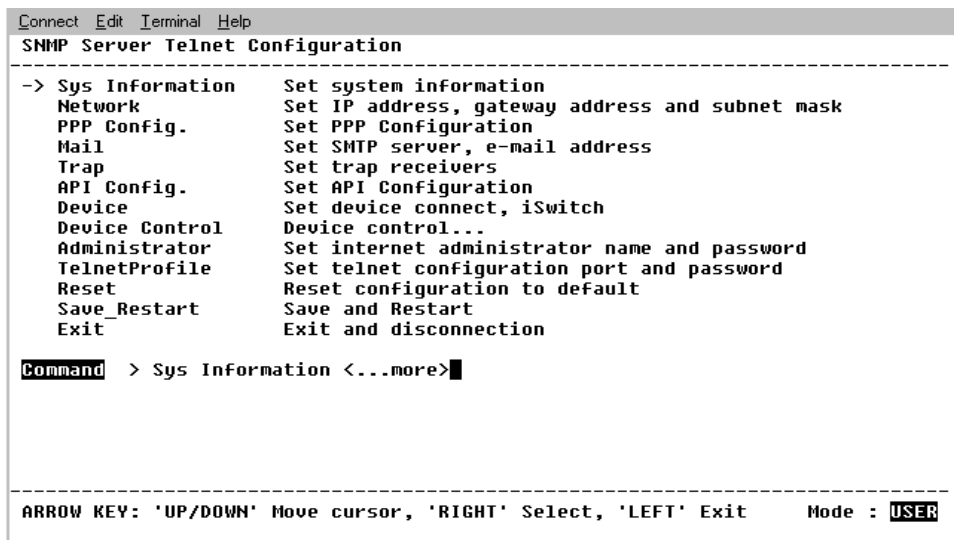 Connect Edit Terminal Help
SNMP Server Telnet Configuration
-> Sys Information Set system information
Network Set IP address, gateway address and subnet mask
PPP Config. Set PPP Configuration
Mail Set SMTP server, e-mail address
Trap Set trap receivers
API Config. Set API Configuration
Device Set device connect, iSwitch
Device Control Device control...
Administrator Set internet administrator name and password
TelnetProfile Set telnet configuration port and password
Reset Reset configuration to default
Save_Restart Save and Restart
Exit Exit and disconnection
Command > Sys Information <...more>
ARROW KEY: 'UP/DOWN' Move cursor, 'RIGHT' Select, 'LEFT' Exit Mode : USER